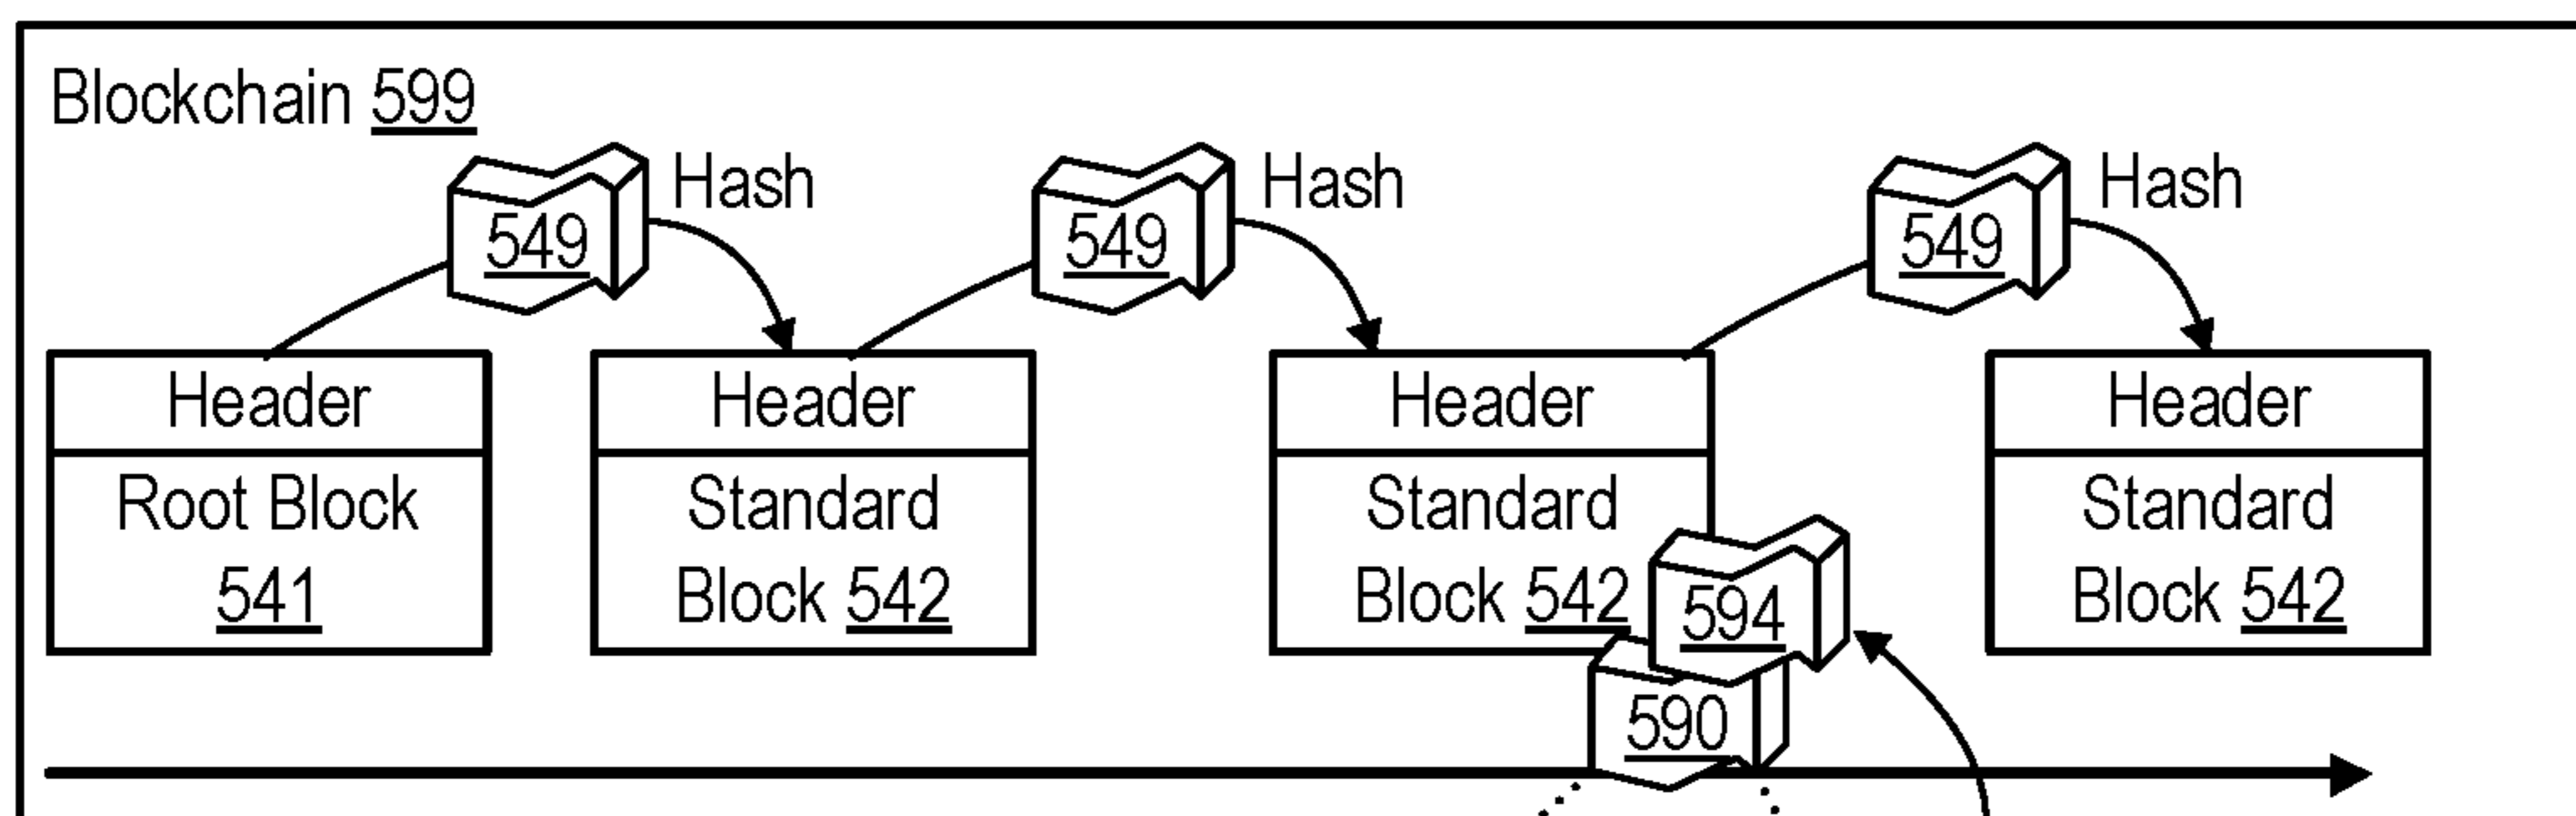 Blockchain 599
549
Hash
549
Hash
549
Hash
Header
Root Block
541
Header
Standard
Block 542
Header
Standard
Block 542
594
590
Header
Standard
Block 542